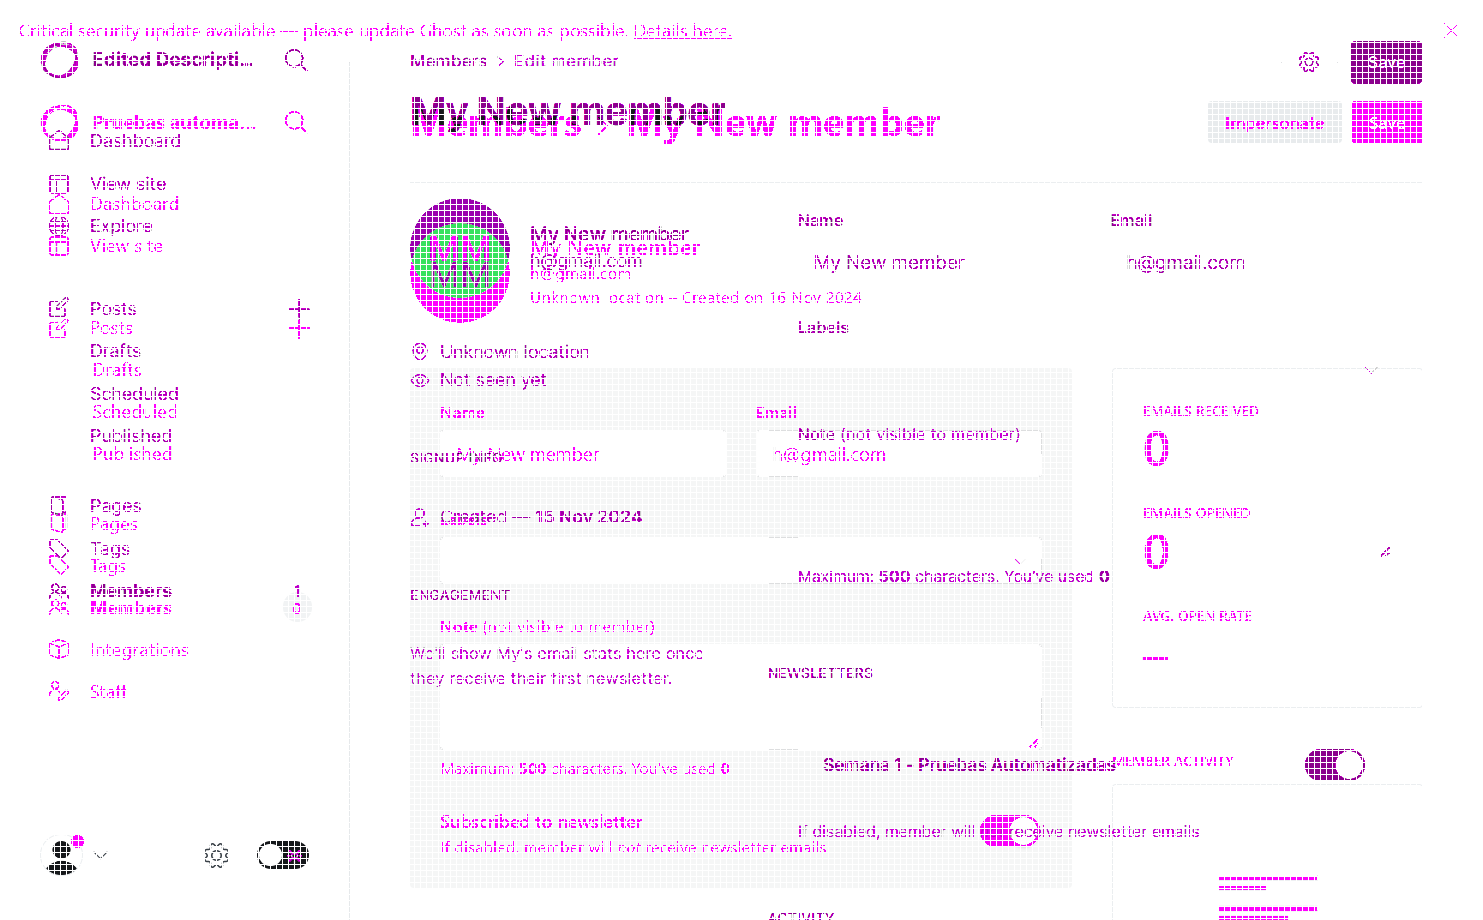 Critical security update available — please update Ghost as soon as possible. Details here.
Edited Descripti...
Members > Edit member
Save
My New member
Pruebas automa...
Members > My New member
Impersonate
Save
Dashboard
View site
Dashboard
Explore
View site
Name
Email
My New member
My New member
h@gmail.com
h@gmail.com
My New member
h@gmail.com
Unknown location – Created on 16 Nov 2024
Posts
Posts
Labels
Drafts
Drafts
Unknown location
Not seen yet
Scheduled
Scheduled
Name
Email
EMAILS RECEIVED
0
Published
Published
Note (not visible to member)
My New member
h@gmail.com
Pages
Pages
Created — 15 Nov 2024
EMAILS OPENED
0
Tags
Tags
Maximum: 500 characters. You've used 0
Members
1
Members
0
ENGAGEMENT
AVG. OPEN RATE
Note (not visible to member)
Integrations
We'll show My's email stats here once
they receive their first newsletter.
NEWSLETTERS
Staff
Maximum: 500 characters. You've used 0
Semana 1 - Pruebas Automatizadas
MEMBER ACTIVITY
Subscribed to newsletter
If disabled, member will receive newsletter emails
If disabled, member will not receive newsletter emails
ACTIVITY